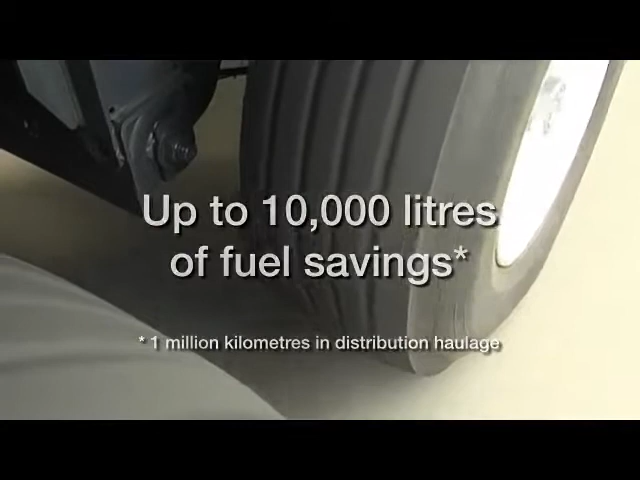 Up to 10,000 litres
of fuel savings*
* 1 million kilometres in distribution haulage